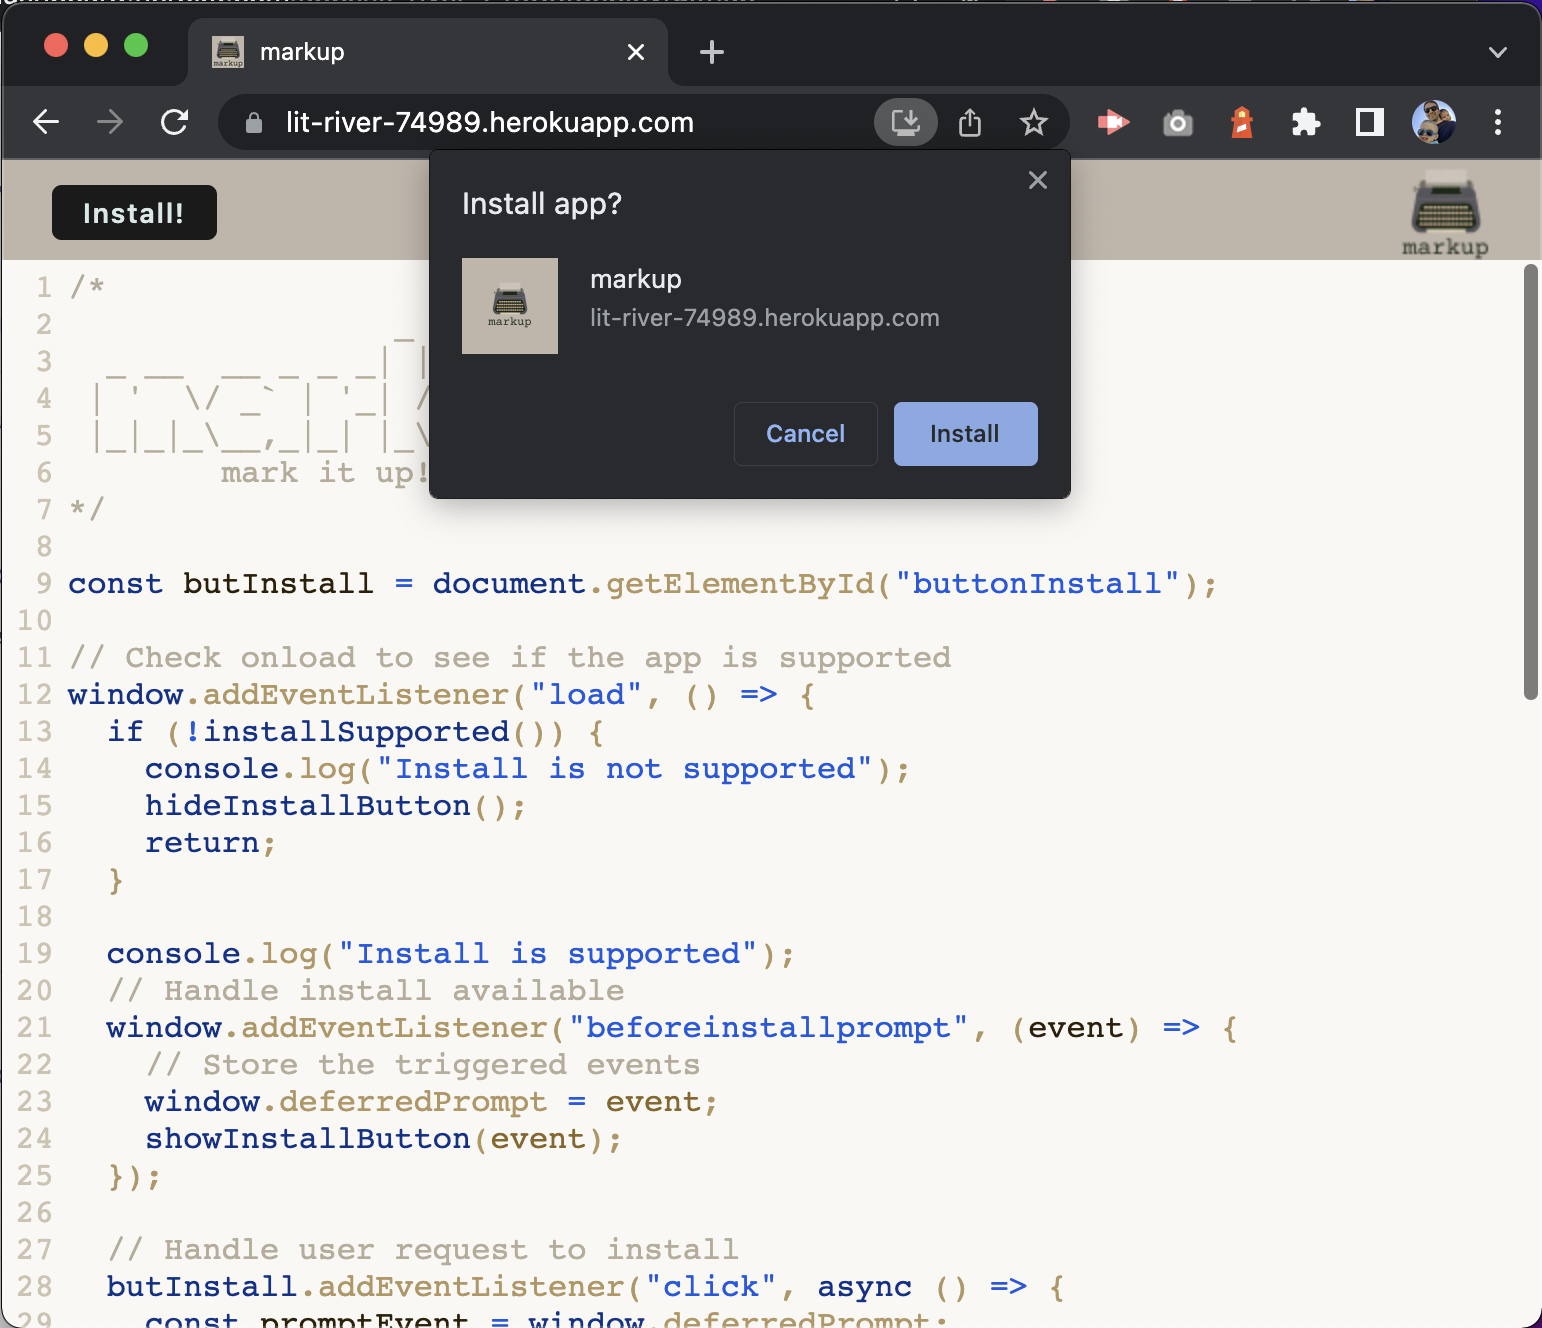 markup
lit-river-74989.herokuapp.com
Install!
markup
Install app?
markup
markup
lit-river-74989.herokuapp.com
Cancel
Install
1 /*
2
3
4
5
6 mark it up!
7 */
8
9 const butInstall = document.getElementById("buttonInstall");
10
11 // Check onload to see if the app is supported
12 window.addEventListener("load", () => {
13 if (!installSupported()) {
14 console.log("Install is not supported");
15 hideInstallButton();
16 return;
17 }
18
19 console.log("Install is supported");
20 // Handle install available
21 window.addEventListener("beforeinstallprompt", (event) => {
22 // Store the triggered events
23 window.deferredPrompt = event;
24 showInstallButton(event);
25 });
26
27 // Handle user request to install
28 butInstall.addEventListener("click", async () => {
29 const promptEvent = window.deferredPrompt;